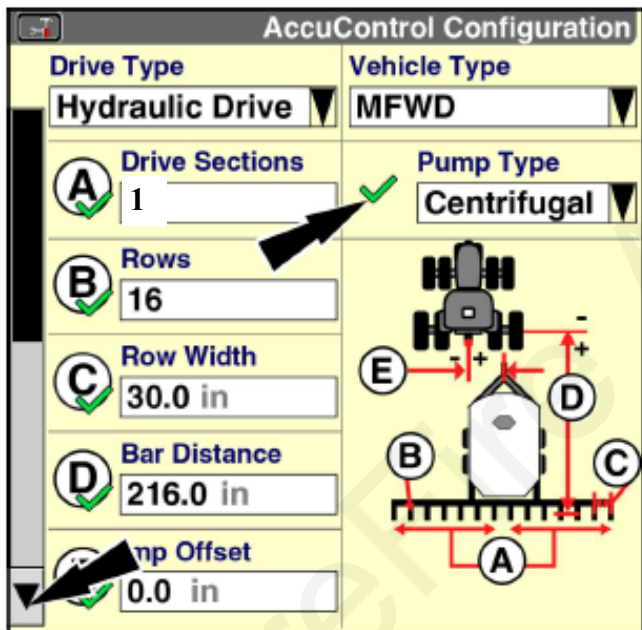 AccuControl Configuration
Drive Type
Vehicle Type
Hydraulic Drive
MFWD
A
Drive Sections
1
Pump Type
Centrifugal
B
Rows
16
C
Row Width
30.0 in
D
Bar Distance
216.0 in
mp Offset
0.0 in
-
+
E
- +
D
B
C
A